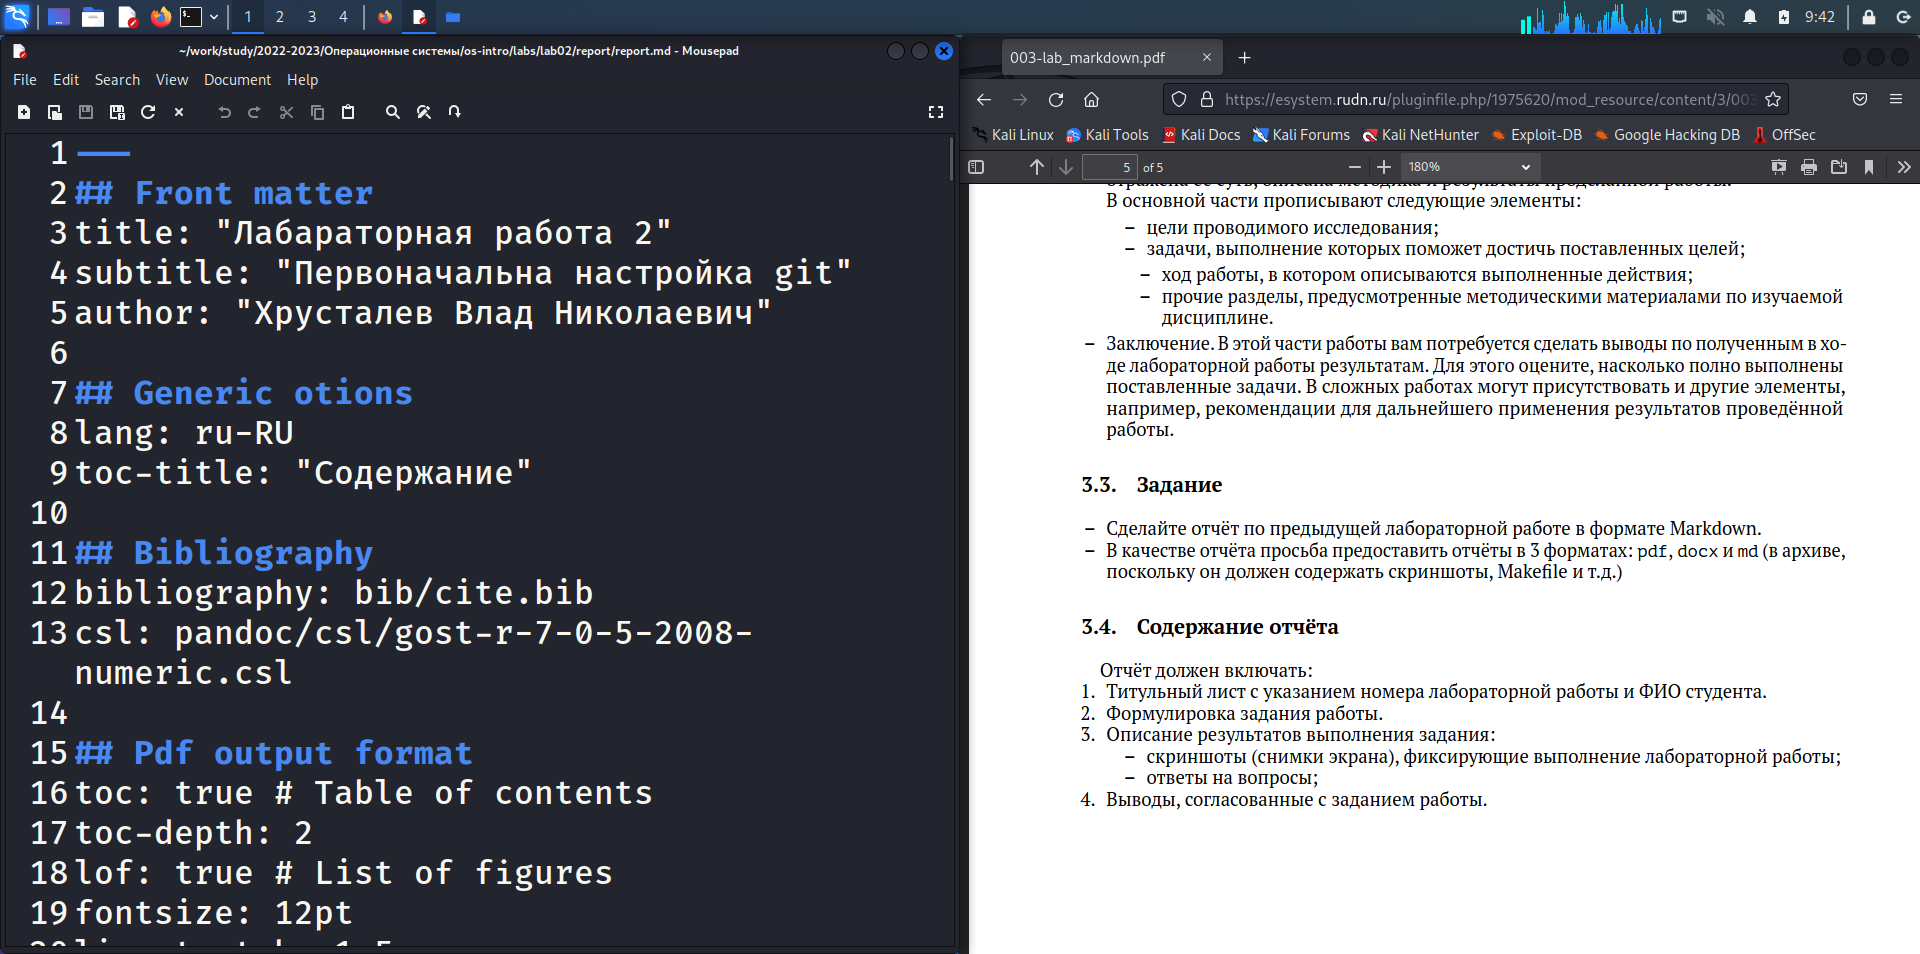 1 2 3 4
9:42
~/work/study/2022-2023/Операционные системы/os-intro/labs/lab02/report/report.md - Mousepad
File Edit Search View Document Help
1 ---
2 ## Front matter
3 title: "Лабараторная работа 2"
4 subtitle: "Первоначальна настройка git"
5 author: "Хрусталев Влад Николаевич"
6
7 ## Generic otions
8 lang: ru-RU
9 toc-title: "Содержание"
10
11 ## Bibliography
12 bibliography: bib/cite.bib
13 csl: pandoc/csl/gost-r-7-0-5-2008-
numeric.csl
14
15 ## Pdf output format
16 toc: true # Table of contents
17 toc-depth: 2
18 lof: true # List of figures
19 fontsize: 12pt
003-lab_markdown.pdf
https://esystem.rudn.ru/pluginfile.php/1975620/mod_resource/content/3/003
Kali Linux Kali Tools Kali Docs Kali Forums Kali NetHunter Exploit-DB Google Hacking DB OffSec
5 of 5 180%
В основной части прописывают следующие элементы:
– цели проводимого исследования;
– задачи, выполнение которых поможет достичь поставленных целей;
– ход работы, в котором описываются выполненные действия;
– прочие разделы, предусмотренные методическими материалами по изучаемой
дисциплине.
– Заключение. В этой части работы вам потребуется сделать выводы по полученным в хо-
де лабораторной работы результатам. Для этого оцените, насколько полно выполнены
поставленные задачи. В сложных работах могут присутствовать и другие элементы,
например, рекомендации для дальнейшего применения результатов проведённой
работы.
3.3. Задание
– Сделайте отчёт по предыдущей лабораторной работе в формате Markdown.
– В качестве отчёта просьба предоставить отчёты в 3 форматах: pdf, docx и md (в архиве,
поскольку он должен содержать скриншоты, Makefile и т.д.)
3.4. Содержание отчёта
Отчёт должен включать:
1. Титульный лист с указанием номера лабораторной работы и ФИО студента.
2. Формулировка задания работы.
3. Описание результатов выполнения задания:
– скриншоты (снимки экрана), фиксирующие выполнение лабораторной работы;
– ответы на вопросы;
4. Выводы, согласованные с заданием работы.